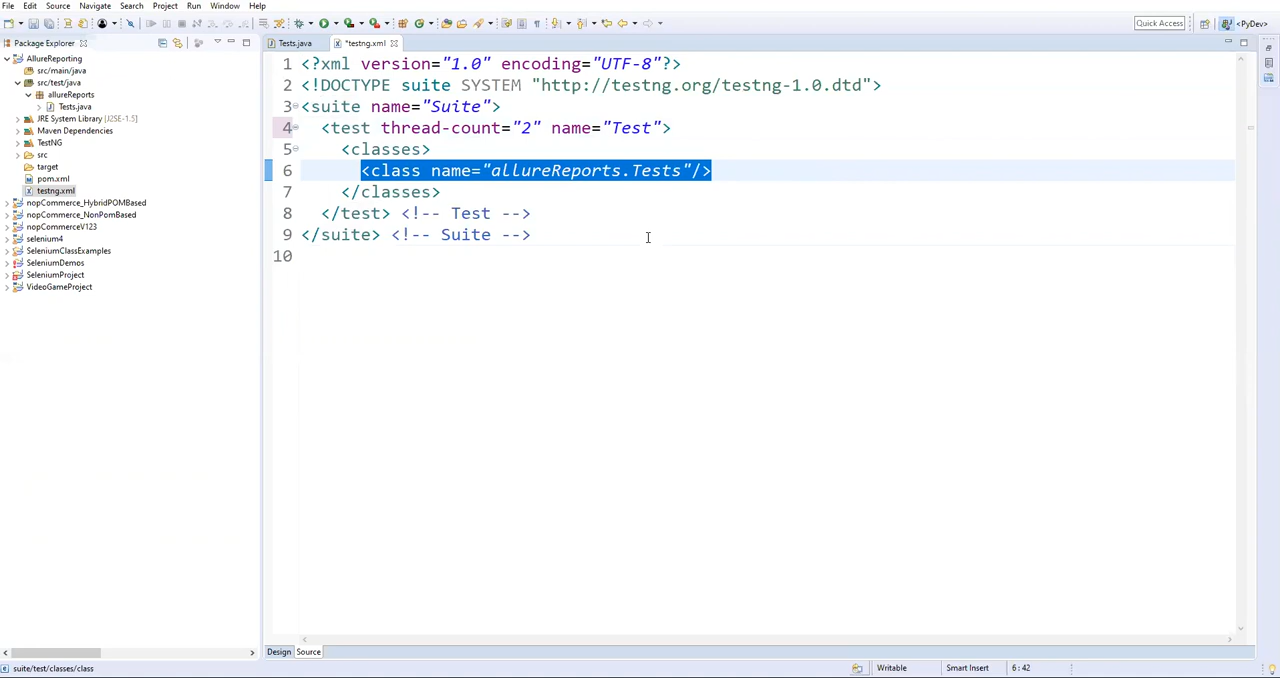 File Edit Source Navigate Search Project Run Window Help
Quick Access
<PyDev>
Package Explorer
AllureReporting
src/main/java
src/test/java
allureReports
Tests.java
JRE System Library [J2SE-1.5]
Maven Dependencies
TestNG
src
target
pom.xml
testng.xml
nopCommerce_HybridPOMBased
nopCommerce_NonPomBased
nopCommerceV123
selenium4
SeleniumClassExamples
SeleniumDemos
SeleniumProject
VideoGameProject
Tests.java *testng.xml
1 <?xml version="1.0" encoding="UTF-8"?>
2 <!DOCTYPE suite SYSTEM "http://testng.org/testng-1.0.dtd">
3 <suite name="Suite">
4 <test thread-count="2" name="Test">
5 <classes>
6 <class name="allureReports.Tests"/>
7 </classes>
8 </test> <!-- Test -->
9 </suite> <!-- Suite -->
10
Design Source
suite/test/classes/class
Writable
Smart Insert
6 : 42